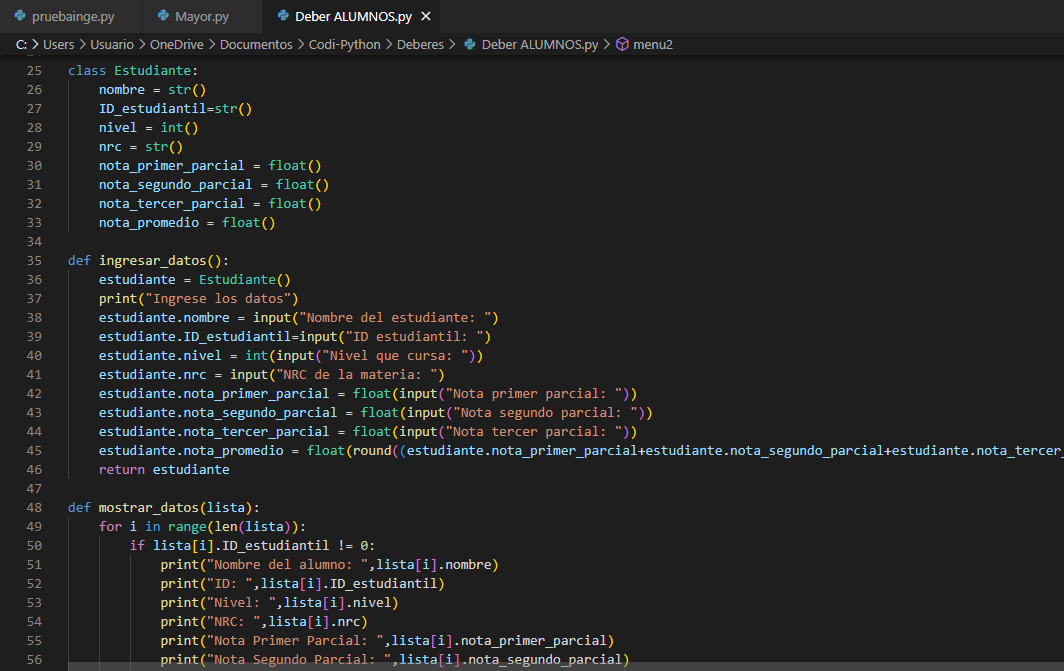 pruebainge.py Mayor.py Deber ALUMNOS.py ×
C: > Users > Usuario > OneDrive > Documentos > Codi-Python > Deberes > Deber ALUMNOS.py > menu2
25 class Estudiante:
26     nombre = str()
27     ID_estudiantil=str()
28     nivel = int()
29     nrc = str()
30     nota_primer_parcial = float()
31     nota_segundo_parcial = float()
32     nota_tercer_parcial = float()
33     nota_promedio = float()
34
35 def ingresar_datos():
36     estudiante = Estudiante()
37     print("Ingrese los datos")
38     estudiante.nombre = input("Nombre del estudiante: ")
39     estudiante.ID_estudiantil=input("ID estudiantil: ")
40     estudiante.nivel = int(input("Nivel que cursa: "))
41     estudiante.nrc = input("NRC de la materia: ")
42     estudiante.nota_primer_parcial = float(input("Nota primer parcial: "))
43     estudiante.nota_segundo_parcial = float(input("Nota segundo parcial: "))
44     estudiante.nota_tercer_parcial = float(input("Nota tercer parcial: "))
45     estudiante.nota_promedio = float(round((estudiante.nota_primer_parcial+estudiante.nota_segundo_parcial+estudiante.nota_tercer_
46     return estudiante
47
48 def mostrar_datos(lista):
49     for i in range(len(lista)):
50         if lista[i].ID_estudiantil != 0:
51             print("Nombre del alumno: ",lista[i].nombre)
52             print("ID: ",lista[i].ID_estudiantil)
53             print("Nivel: ",lista[i].nivel)
54             print("NRC: ",lista[i].nrc)
55             print("Nota Primer Parcial: ",lista[i].nota_primer_parcial)
56             print("Nota Segundo Parcial: ",lista[i].nota_segundo_parcial)